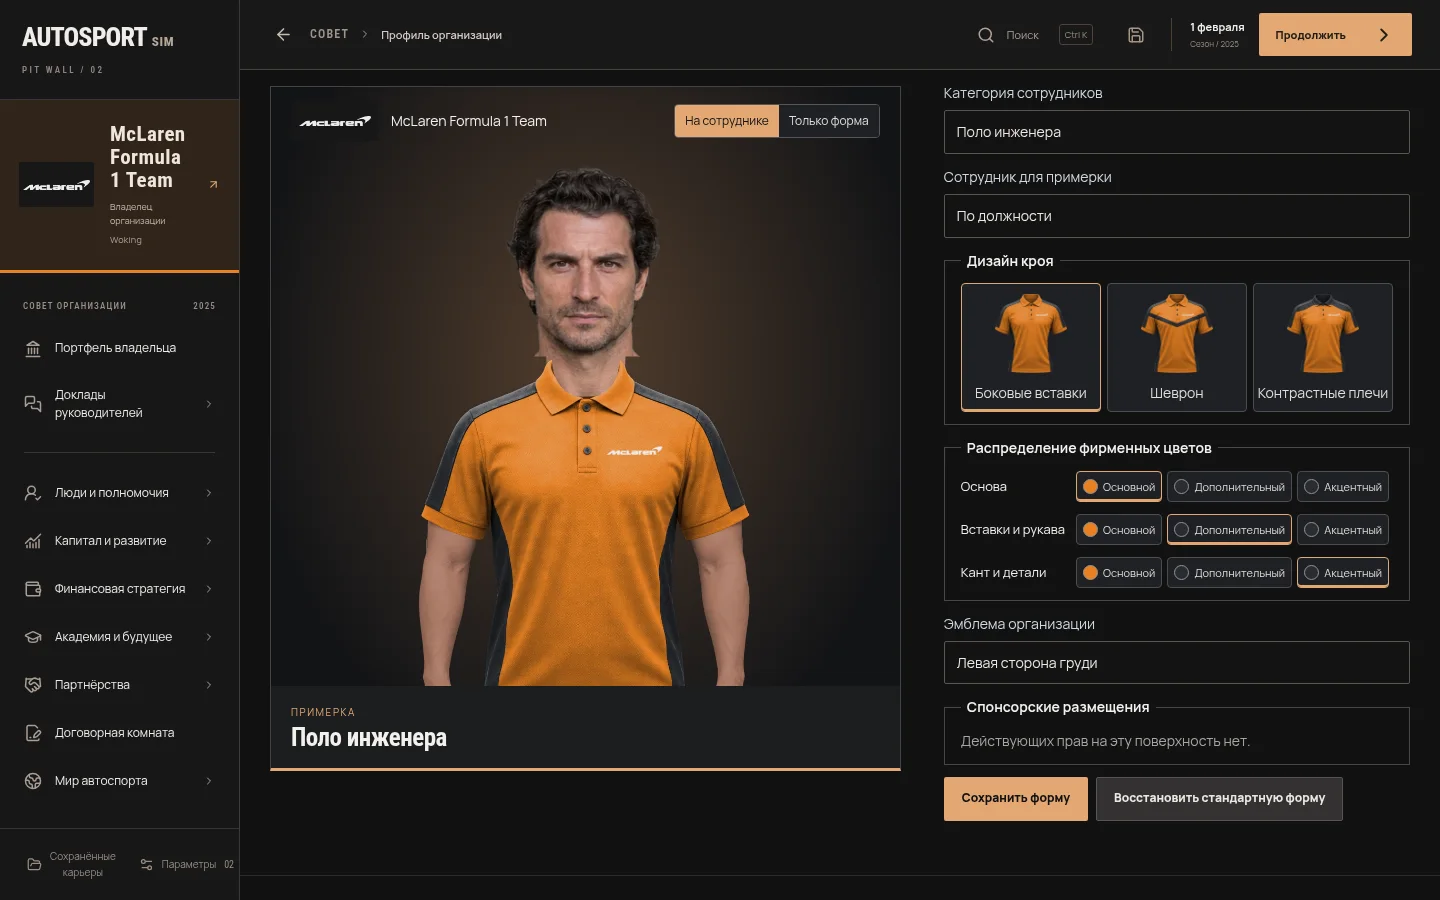 AUTOSPORT SIM
PIT WALL / 02
McLaren
McLaren
Formula
1 Team
Владелец
организации
Woking
СОВЕТ ОРГАНИЗАЦИИ 2025
Портфель владельца
Доклады
руководителей
Люди и полномочия
Капитал и развитие
Финансовая стратегия
Академия и будущее
Партнёрства
Договорная комната
Мир автоспорта
Сохранённые
карьеры
Параметры 02
СОВЕТ Профиль организации
Поиск Ctrl K
1 февраля
Сезон / 2025
Продолжить
McLaren McLaren Formula 1 Team
На сотруднике Только форма
McLaren
ПРИМЕРКА
Поло инженера
Категория сотрудников
Поло инженера
Сотрудник для примерки
По должности
Дизайн кроя
Боковые вставки Шеврон Контрастные плечи
Распределение фирменных цветов
Основа Основной Дополнительный Акцентный
Вставки и рукава Основной Дополнительный Акцентный
Кант и детали Основной Дополнительный Акцентный
Эмблема организации
Левая сторона груди
Спонсорские размещения
Действующих прав на эту поверхность нет.
Сохранить форму Восстановить стандартную форму